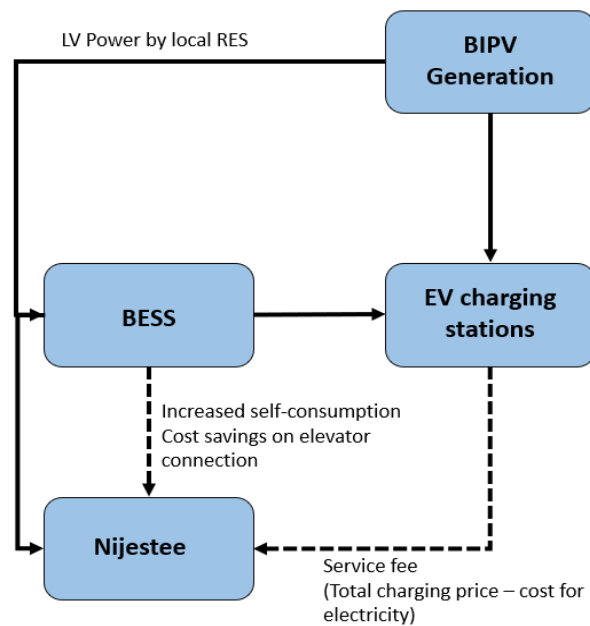 LV Power by local RES
BIPV
Generation
BESS
EV charging
stations
Increased self-consumption
Cost savings on elevator
connection
Nijestee
Service fee
(Total charging price – cost for
electricity)